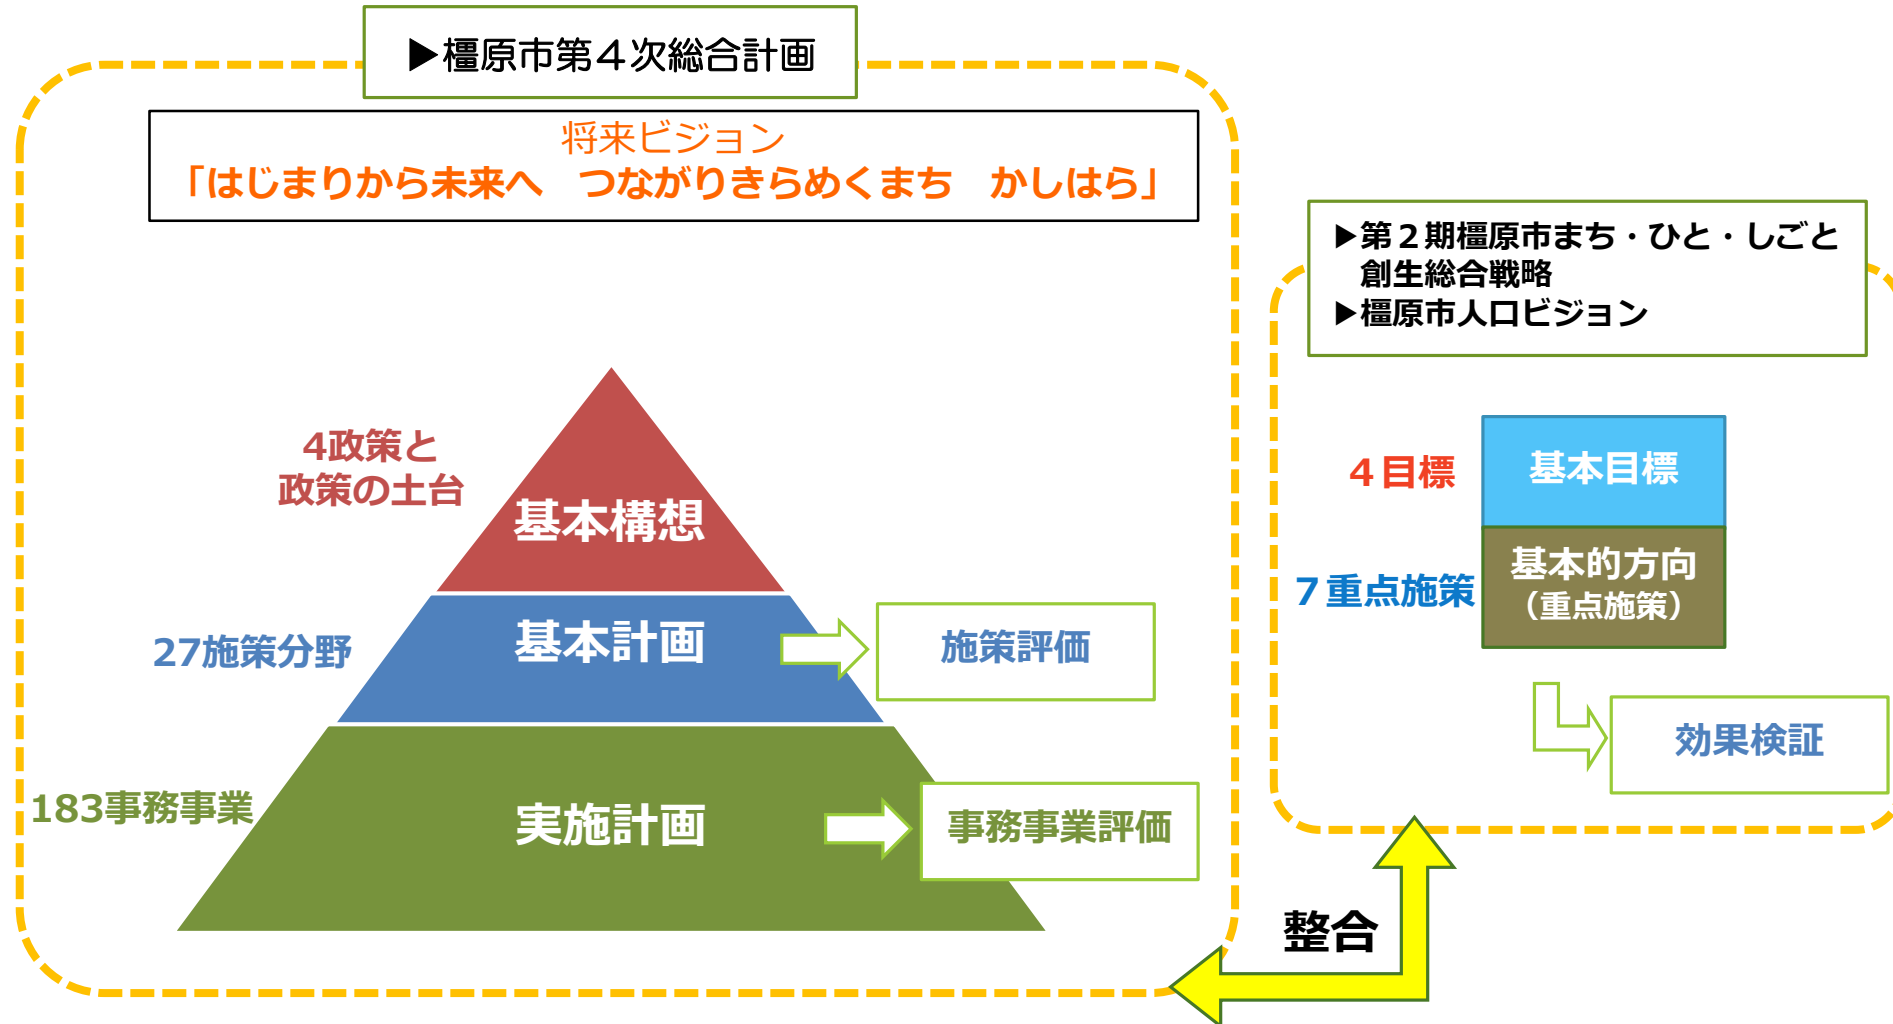 ▶橿原市第４次総合計画
将来ビジョン
「はじまりから未来へ　つながりきらめくまち　かしはら」
4政策と
政策の土台
基本構想
27施策分野
基本計画
施策評価
183事務事業
実施計画
事務事業評価
▶第２期橿原市まち・ひと・しごと
創生総合戦略
▶橿原市人口ビジョン
４目標
基本目標
７重点施策
基本的方向
（重点施策）
効果検証
整合